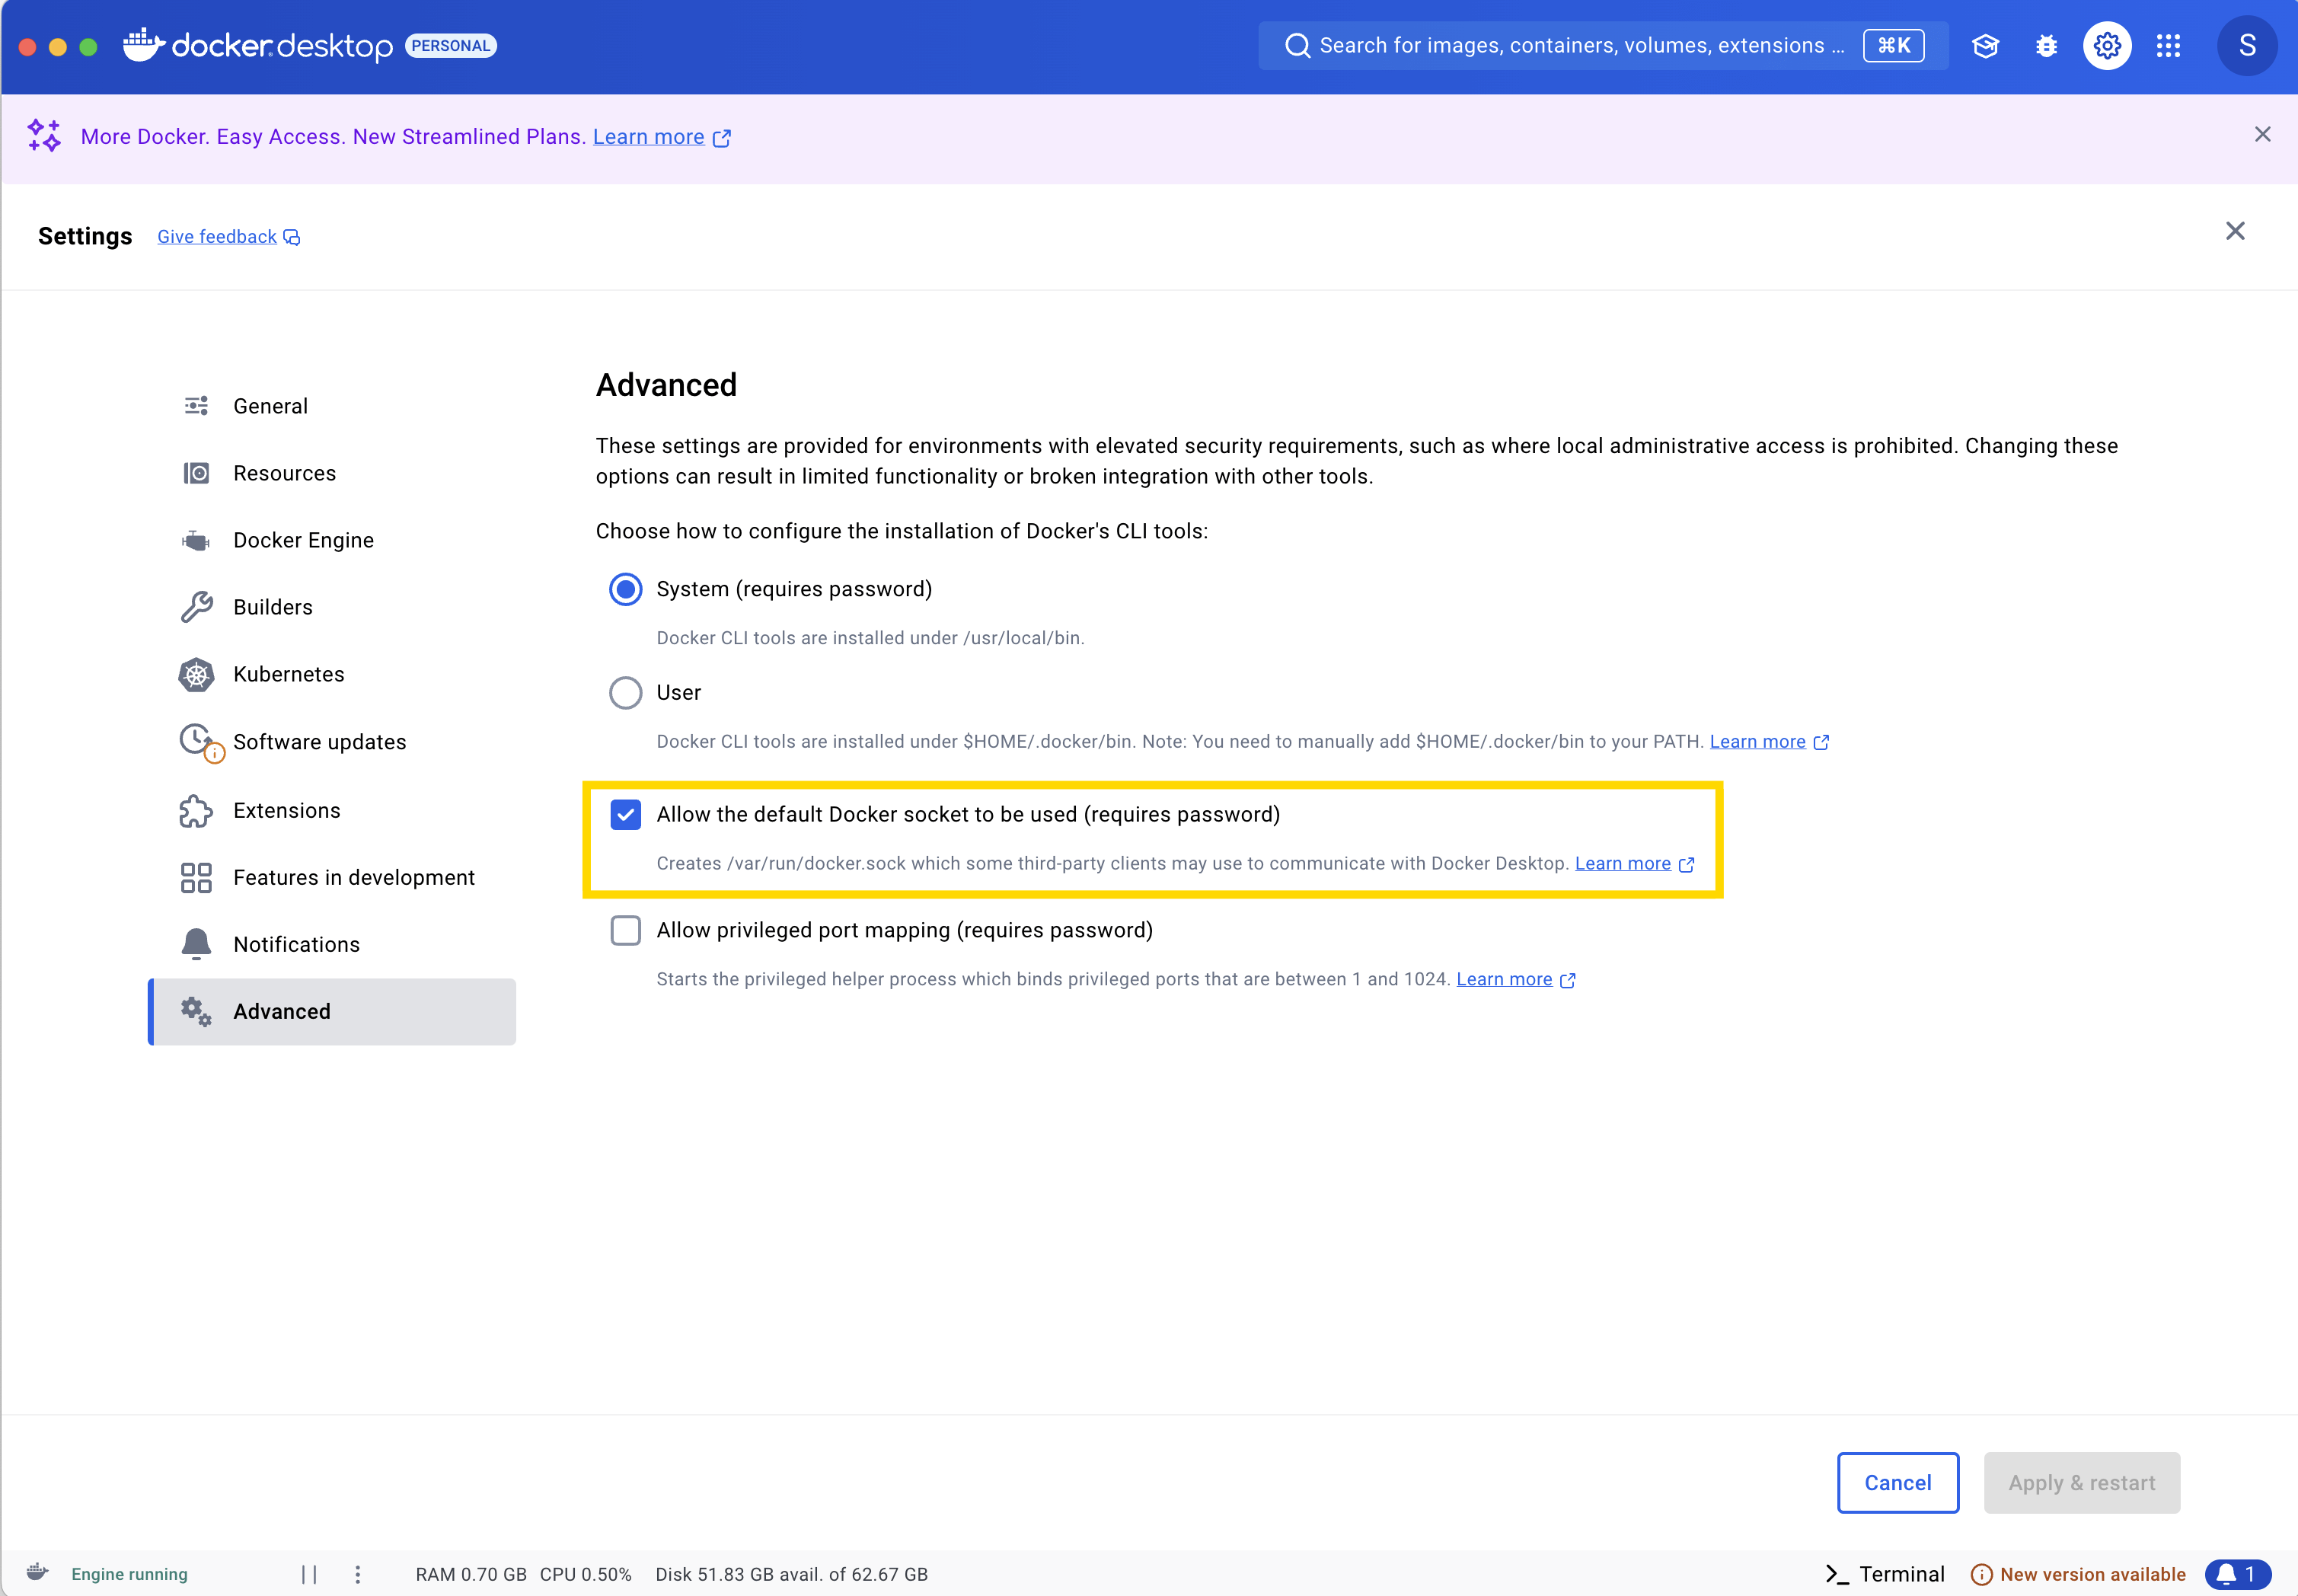 docker desktop PERSONAL
Search for images, containers, volumes, extensions ... ⌘K
S
More Docker. Easy Access. New Streamlined Plans. Learn more
Settings Give feedback
General
Resources
Docker Engine
Builders
Kubernetes
Software updates
Extensions
Features in development
Notifications
Advanced
Advanced
These settings are provided for environments with elevated security requirements, such as where local administrative access is prohibited. Changing these
options can result in limited functionality or broken integration with other tools.
Choose how to configure the installation of Docker's CLI tools:
System (requires password)
Docker CLI tools are installed under /usr/local/bin.
User
Docker CLI tools are installed under $HOME/.docker/bin. Note: You need to manually add $HOME/.docker/bin to your PATH. Learn more
Allow the default Docker socket to be used (requires password)
Creates /var/run/docker.sock which some third-party clients may use to communicate with Docker Desktop. Learn more
Allow privileged port mapping (requires password)
Starts the privileged helper process which binds privileged ports that are between 1 and 1024. Learn more
Cancel
Apply & restart
Engine running
RAM 0.70 GB CPU 0.50% Disk 51.83 GB avail. of 62.67 GB
Terminal
New version available
1